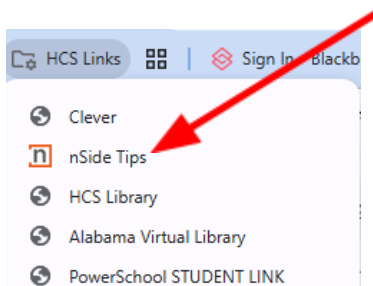 HCS Links Sign In Blackb
Clever
n nSide Tips
HCS Library
Alabama Virtual Library
PowerSchool STUDENT LINK